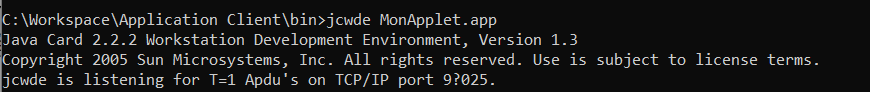 C:\Workspace\Application Client\bin>jcwde MonApplet.app
Java Card 2.2.2 Workstation Development Environment, Version 1.3
Copyright 2005 Sun Microsystems, Inc. All rights reserved. Use is subject to license terms.
jcwde is listening for T=1 Apdu's on TCP/IP port 9?025.